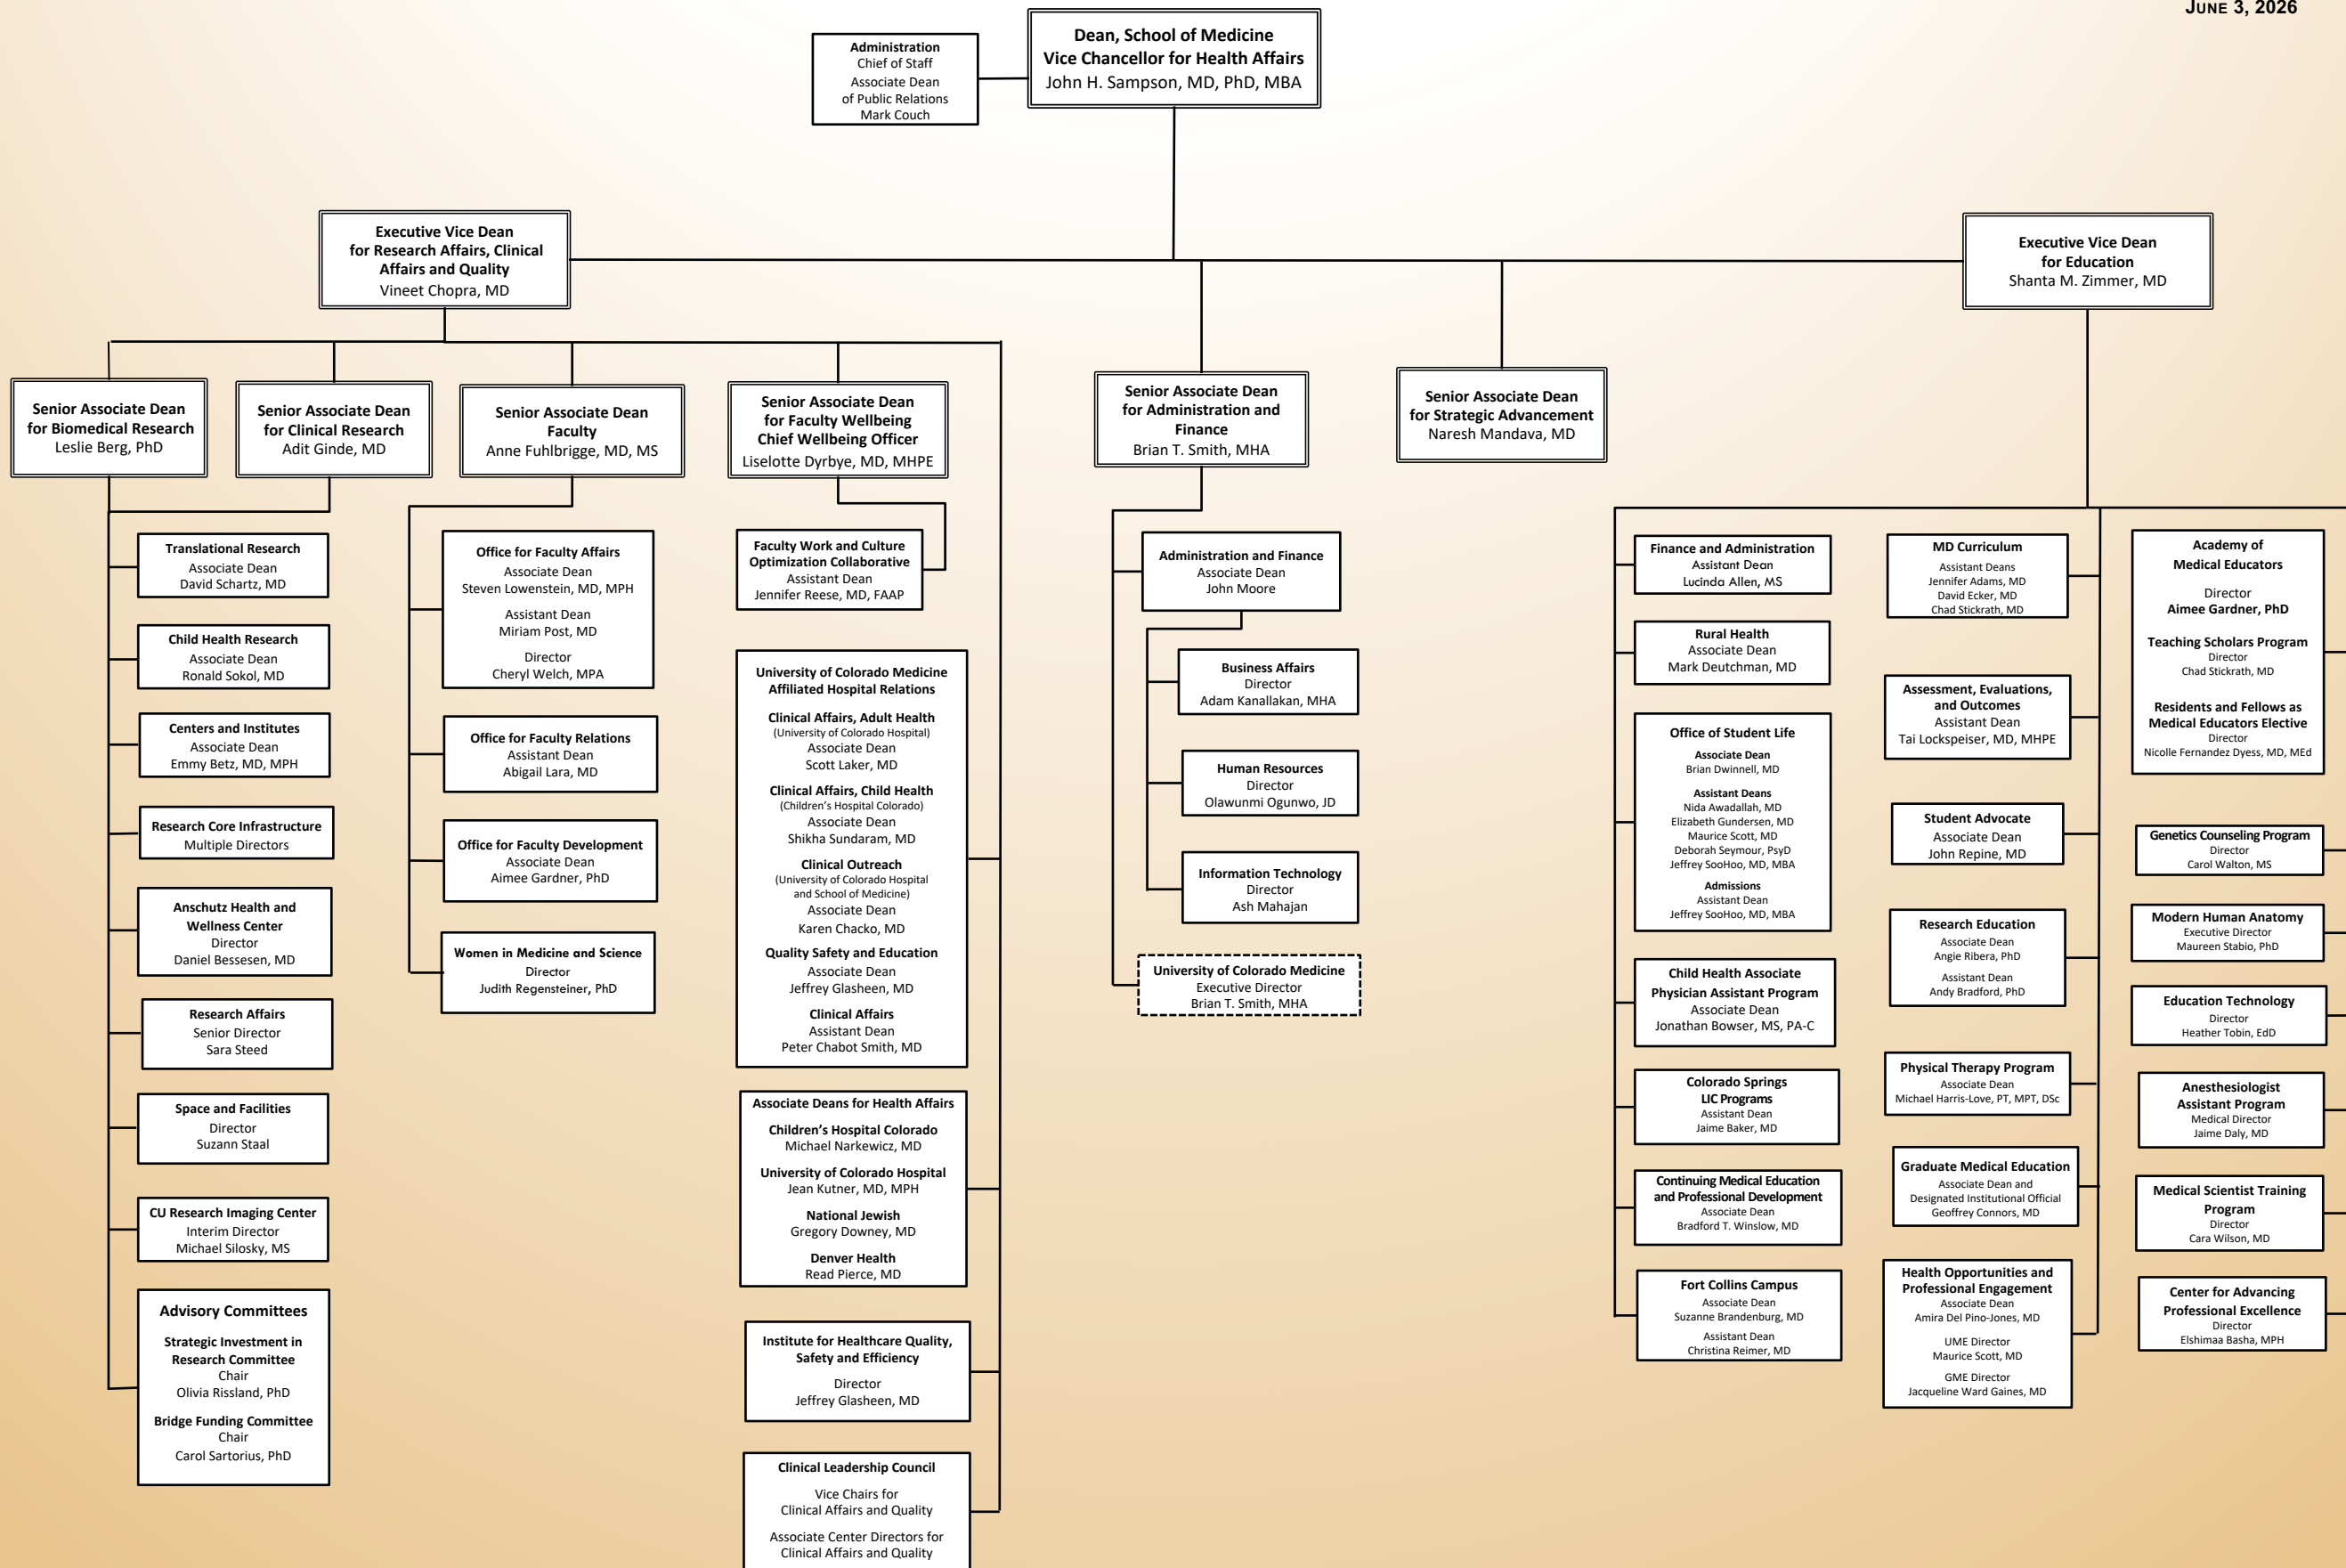 JUNE 3, 2026
Dean, School of Medicine
Vice Chancellor for Health Affairs
John H. Sampson, MD, PhD, MBA
Administration
Chief of Staff
Associate Dean
of Public Relations
Mark Couch
Executive Vice Dean
for Research Affairs, Clinical
Affairs and Quality
Vineet Chopra, MD
Executive Vice Dean
for Education
Shanta M. Zimmer, MD
Senior Associate Dean
for Biomedical Research
Leslie Berg, PhD
Senior Associate Dean
for Clinical Research
Adit Ginde, MD
Senior Associate Dean
Faculty
Anne Fuhlbrigge, MD, MS
Senior Associate Dean
for Faculty Wellbeing
Chief Wellbeing Officer
Liselotte Dyrbye, MD, MHPE
Senior Associate Dean
for Administration and
Finance
Brian T. Smith, MHA
Senior Associate Dean
for Strategic Advancement
Naresh Mandava, MD
Translational Research
Associate Dean
David Schartz, MD
Child Health Research
Associate Dean
Ronald Sokol, MD
Centers and Institutes
Associate Dean
Emmy Betz, MD, MPH
Research Core Infrastructure
Multiple Directors
Anschutz Health and
Wellness Center
Director
Daniel Bessesen, MD
Research Affairs
Senior Director
Sara Steed
Space and Facilities
Director
Suzann Staal
CU Research Imaging Center
Interim Director
Michael Silosky, MS
Advisory Committees
Strategic Investment in
Research Committee
Chair
Olivia Rissland, PhD
Bridge Funding Committee
Chair
Carol Sartorius, PhD
Office for Faculty Affairs
Associate Dean
Steven Lowenstein, MD, MPH
Assistant Dean
Miriam Post, MD
Director
Cheryl Welch, MPA
Office for Faculty Relations
Assistant Dean
Abigail Lara, MD
Office for Faculty Development
Associate Dean
Aimee Gardner, PhD
Women in Medicine and Science
Director
Judith Regensteiner, PhD
Faculty Work and Culture
Optimization Collaborative
Assistant Dean
Jennifer Reese, MD, FAAP
University of Colorado Medicine
Affiliated Hospital Relations
Clinical Affairs, Adult Health
(University of Colorado Hospital)
Associate Dean
Scott Laker, MD
Clinical Affairs, Child Health
(Children's Hospital Colorado)
Associate Dean
Shikha Sundaram, MD
Clinical Outreach
(University of Colorado Hospital
and School of Medicine)
Associate Dean
Karen Chacko, MD
Quality Safety and Education
Associate Dean
Jeffrey Glasheen, MD
Clinical Affairs
Assistant Dean
Peter Chabot Smith, MD
Associate Deans for Health Affairs
Children's Hospital Colorado
Michael Narkewicz, MD
University of Colorado Hospital
Jean Kutner, MD, MPH
National Jewish
Gregory Downey, MD
Denver Health
Read Pierce, MD
Institute for Healthcare Quality,
Safety and Efficiency
Director
Jeffrey Glasheen, MD
Clinical Leadership Council
Vice Chairs for
Clinical Affairs and Quality
Associate Center Directors for
Clinical Affairs and Quality
Administration and Finance
Associate Dean
John Moore
Business Affairs
Director
Adam Kanallakan, MHA
Human Resources
Director
Olawunmi Ogunwo, JD
Information Technology
Director
Ash Mahajan
University of Colorado Medicine
Executive Director
Brian T. Smith, MHA
Finance and Administration
Assistant Dean
Lucinda Allen, MS
Rural Health
Associate Dean
Mark Deutchman, MD
Office of Student Life
Associate Dean
Brian Dwinnell, MD
Assistant Deans
Nida Awadallah, MD
Elizabeth Gundersen, MD
Maurice Scott, MD
Deborah Seymour, PsyD
Jeffrey SooHoo, MD, MBA
Admissions
Assistant Dean
Jeffrey SooHoo, MD, MBA
Child Health Associate
Physician Assistant Program
Associate Dean
Jonathan Bowser, MS, PA-C
Colorado Springs
LIC Programs
Assistant Dean
Jaime Baker, MD
Continuing Medical Education
and Professional Development
Associate Dean
Bradford T. Winslow, MD
Fort Collins Campus
Associate Dean
Suzanne Brandenburg, MD
Assistant Dean
Christina Reimer, MD
MD Curriculum
Assistant Deans
Jennifer Adams, MD
David Ecker, MD
Chad Stickrath, MD
Assessment, Evaluations,
and Outcomes
Assistant Dean
Tai Lockspeiser, MD, MHPE
Student Advocate
Associate Dean
John Repine, MD
Research Education
Associate Dean
Angie Ribera, PhD
Assistant Dean
Andy Bradford, PhD
Physical Therapy Program
Associate Dean
Michael Harris-Love, PT, MPT, DSc
Graduate Medical Education
Associate Dean and
Designated Institutional Official
Geoffrey Connors, MD
Health Opportunities and
Professional Engagement
Associate Dean
Amira Del Pino-Jones, MD
UME Director
Maurice Scott, MD
GME Director
Jacqueline Ward Gaines, MD
Academy of
Medical Educators
Director
Aimee Gardner, PhD
Teaching Scholars Program
Director
Chad Stickrath, MD
Residents and Fellows as
Medical Educators Elective
Director
Nicolle Fernandez Dyess, MD, MEd
Genetics Counseling Program
Director
Carol Walton, MS
Modern Human Anatomy
Executive Director
Maureen Stabio, PhD
Education Technology
Director
Heather Tobin, EdD
Anesthesiologist
Assistant Program
Medical Director
Jaime Daly, MD
Medical Scientist Training
Program
Director
Cara Wilson, MD
Center for Advancing
Professional Excellence
Director
Elshimaa Basha, MPH